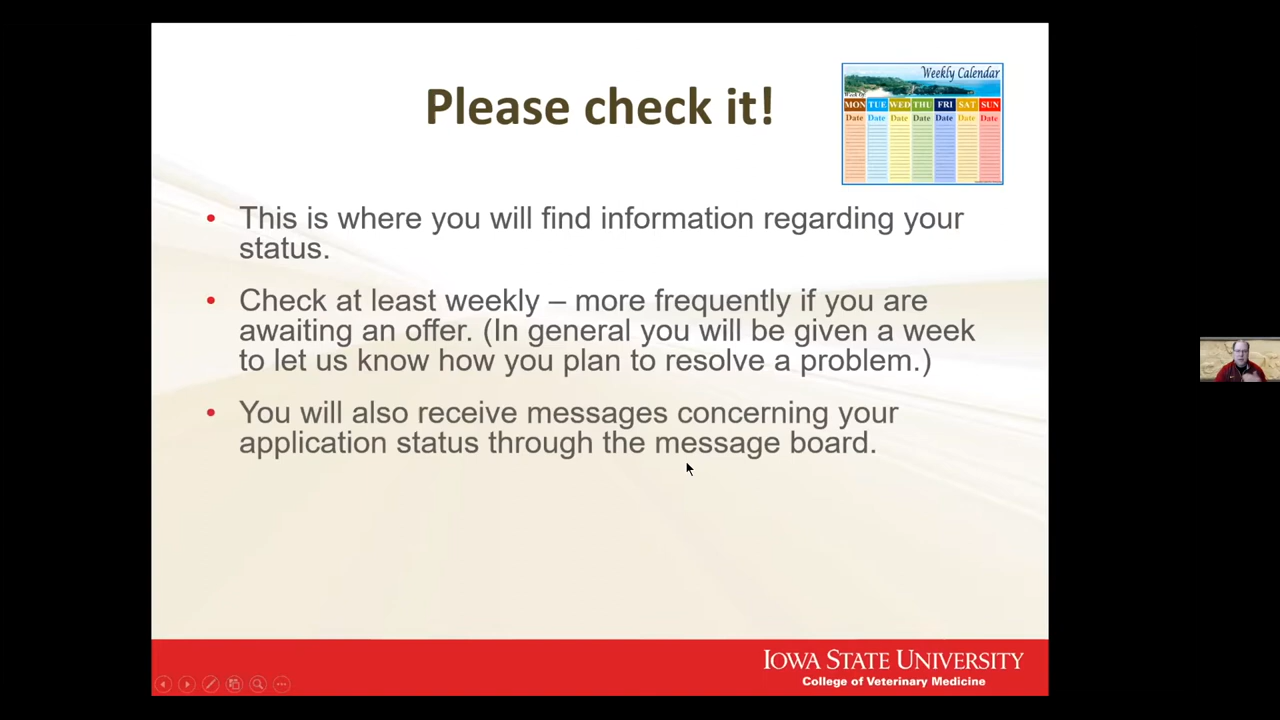 Please check it!
Weekly Calendar
MON TUE WED THU FRI SAT SUN
Date Date Date Date Date Date Date
This is where you will find information regarding your
status.
Check at least weekly – more frequently if you are
awaiting an offer. (In general you will be given a week
to let us know how you plan to resolve a problem.)
You will also receive messages concerning your
application status through the message board.
IOWA STATE UNIVERSITY
College of Veterinary Medicine